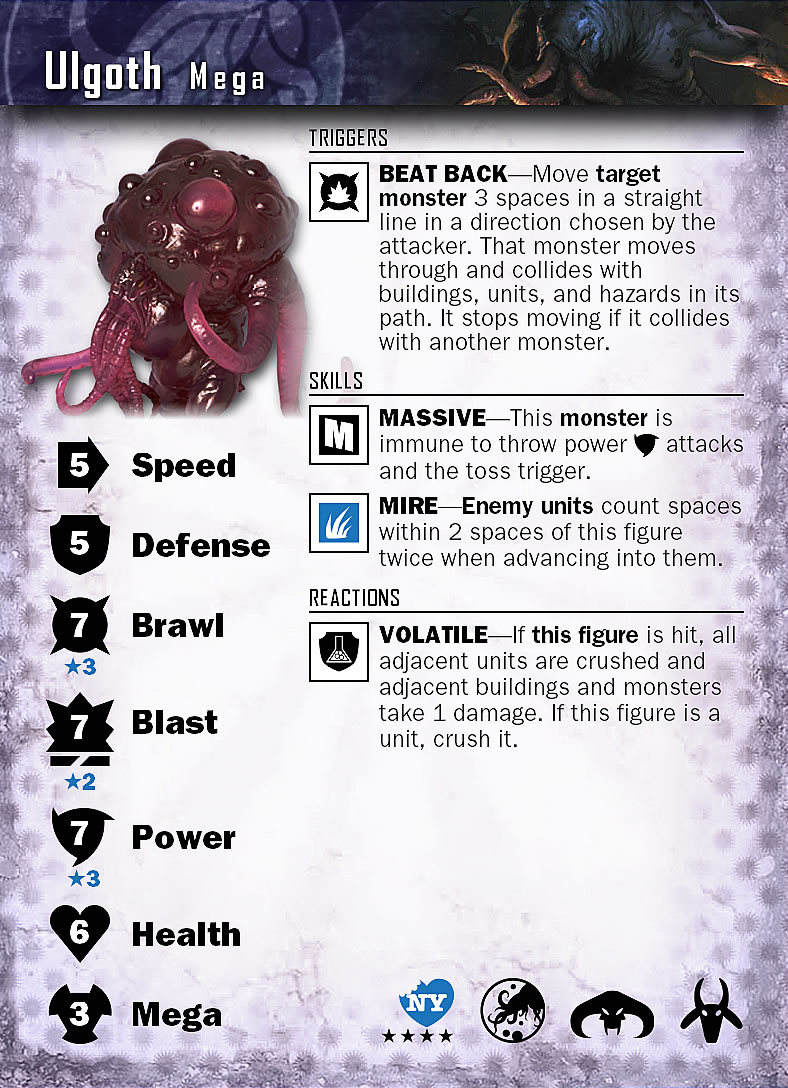 Ulgoth Mega
TRIGGERS
BEAT BACK—Move target
monster 3 spaces in a straight
line in a direction chosen by the
attacker. That monster moves
through and collides with
buildings, units, and hazards in its
path. It stops moving if it collides
with another monster.
SKILLS
M
MASSIVE—This monster is
immune to throw power attacks
and the toss trigger.
MIRE—Enemy units count spaces
within 2 spaces of this figure
twice when advancing into them.
REACTIONS
VOLATILE—If this figure is hit, all
adjacent units are crushed and
adjacent buildings and monsters
take 1 damage. If this figure is a
unit, crush it.
5 Speed
5 Defense
7 Brawl
★3
7 Blast
★2
7 Power
★3
6 Health
3 Mega
NY
★★★★